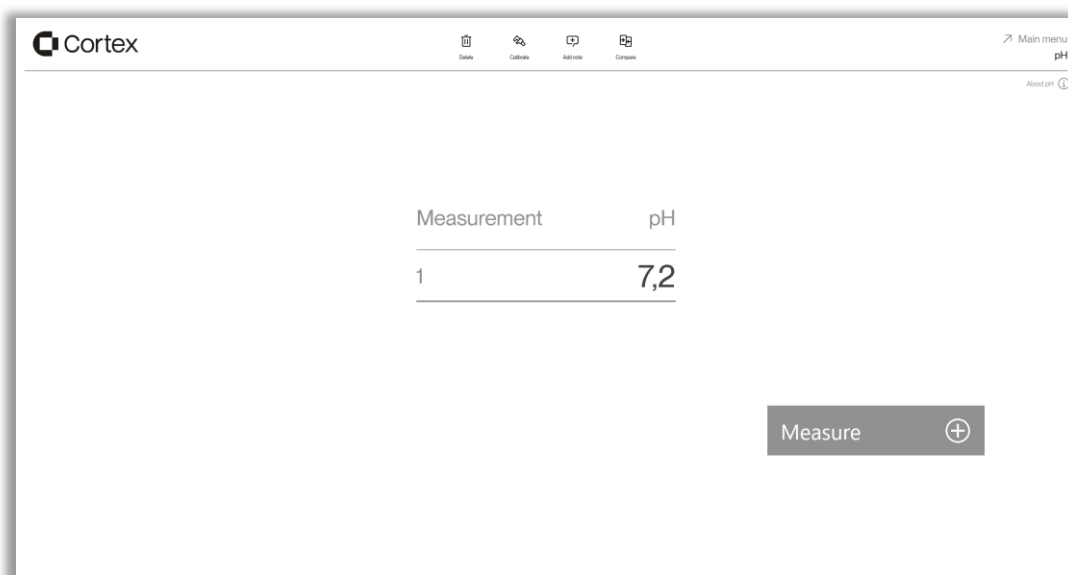 Cortex
Delete Calibrate Add note Compare
Main menu
pH
About pH
Measurement pH
1 7,2
Measure